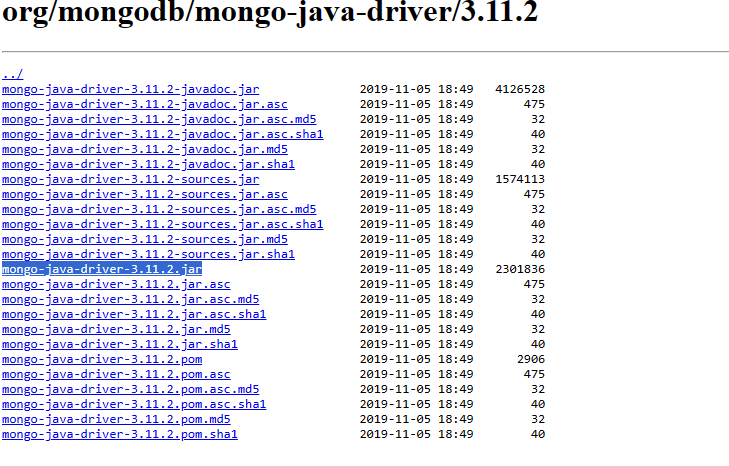 org/mongodb/mongo-java-driver/3.11.2
../
mongo-java-driver-3.11.2-javadoc.jar 2019-11-05 18:49 4126528
mongo-java-driver-3.11.2-javadoc.jar.asc 2019-11-05 18:49 475
mongo-java-driver-3.11.2-javadoc.jar.asc.md5 2019-11-05 18:49 32
mongo-java-driver-3.11.2-javadoc.jar.asc.sha1 2019-11-05 18:49 40
mongo-java-driver-3.11.2-javadoc.jar.md5 2019-11-05 18:49 32
mongo-java-driver-3.11.2-javadoc.jar.sha1 2019-11-05 18:49 40
mongo-java-driver-3.11.2-sources.jar 2019-11-05 18:49 1574113
mongo-java-driver-3.11.2-sources.jar.asc 2019-11-05 18:49 475
mongo-java-driver-3.11.2-sources.jar.asc.md5 2019-11-05 18:49 32
mongo-java-driver-3.11.2-sources.jar.asc.sha1 2019-11-05 18:49 40
mongo-java-driver-3.11.2-sources.jar.md5 2019-11-05 18:49 32
mongo-java-driver-3.11.2-sources.jar.sha1 2019-11-05 18:49 40
mongo-java-driver-3.11.2.jar 2019-11-05 18:49 2301836
mongo-java-driver-3.11.2.jar.asc 2019-11-05 18:49 475
mongo-java-driver-3.11.2.jar.asc.md5 2019-11-05 18:49 32
mongo-java-driver-3.11.2.jar.asc.sha1 2019-11-05 18:49 40
mongo-java-driver-3.11.2.jar.md5 2019-11-05 18:49 32
mongo-java-driver-3.11.2.jar.sha1 2019-11-05 18:49 40
mongo-java-driver-3.11.2.pom 2019-11-05 18:49 2906
mongo-java-driver-3.11.2.pom.asc 2019-11-05 18:49 475
mongo-java-driver-3.11.2.pom.asc.md5 2019-11-05 18:49 32
mongo-java-driver-3.11.2.pom.asc.sha1 2019-11-05 18:49 40
mongo-java-driver-3.11.2.pom.md5 2019-11-05 18:49 32
mongo-java-driver-3.11.2.pom.sha1 2019-11-05 18:49 40